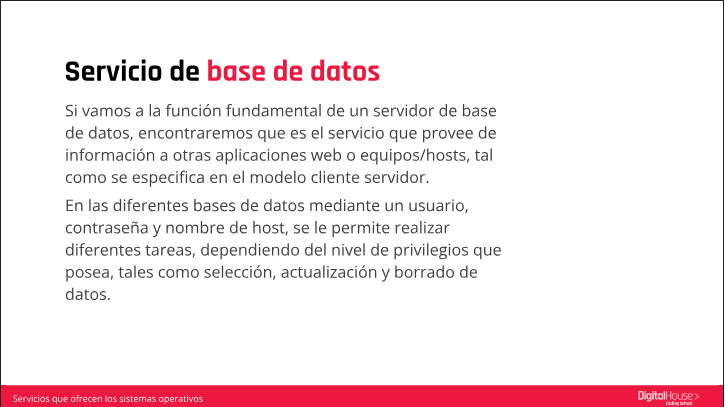 Servicio de base de datos
Si vamos a la función fundamental de un servidor de base
de datos, encontraremos que es el servicio que provee de
información a otras aplicaciones web o equipos/hosts, tal
como se especifica en el modelo cliente servidor.
En las diferentes bases de datos mediante un usuario,
contraseña y nombre de host, se le permite realizar
diferentes tareas, dependiendo del nivel de privilegios que
posea, tales como selección, actualización y borrado de
datos.
Servicios que ofrecen los sistemas operativos
DigitalHouse>
Coding School